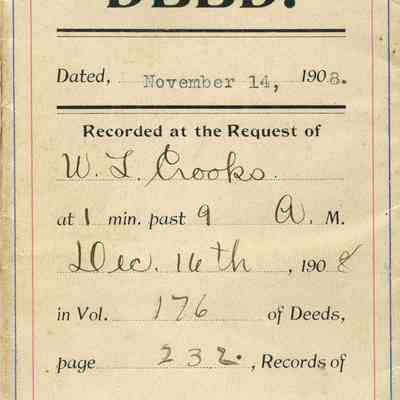 DEED.
Dated, November 14, 1908.
Recorded at the Request of
W. L. Crooks
at 1 min. past 9 A. M.
Dec. 16th, 1908
in Vol. 176 of Deeds,
page 232., Records of